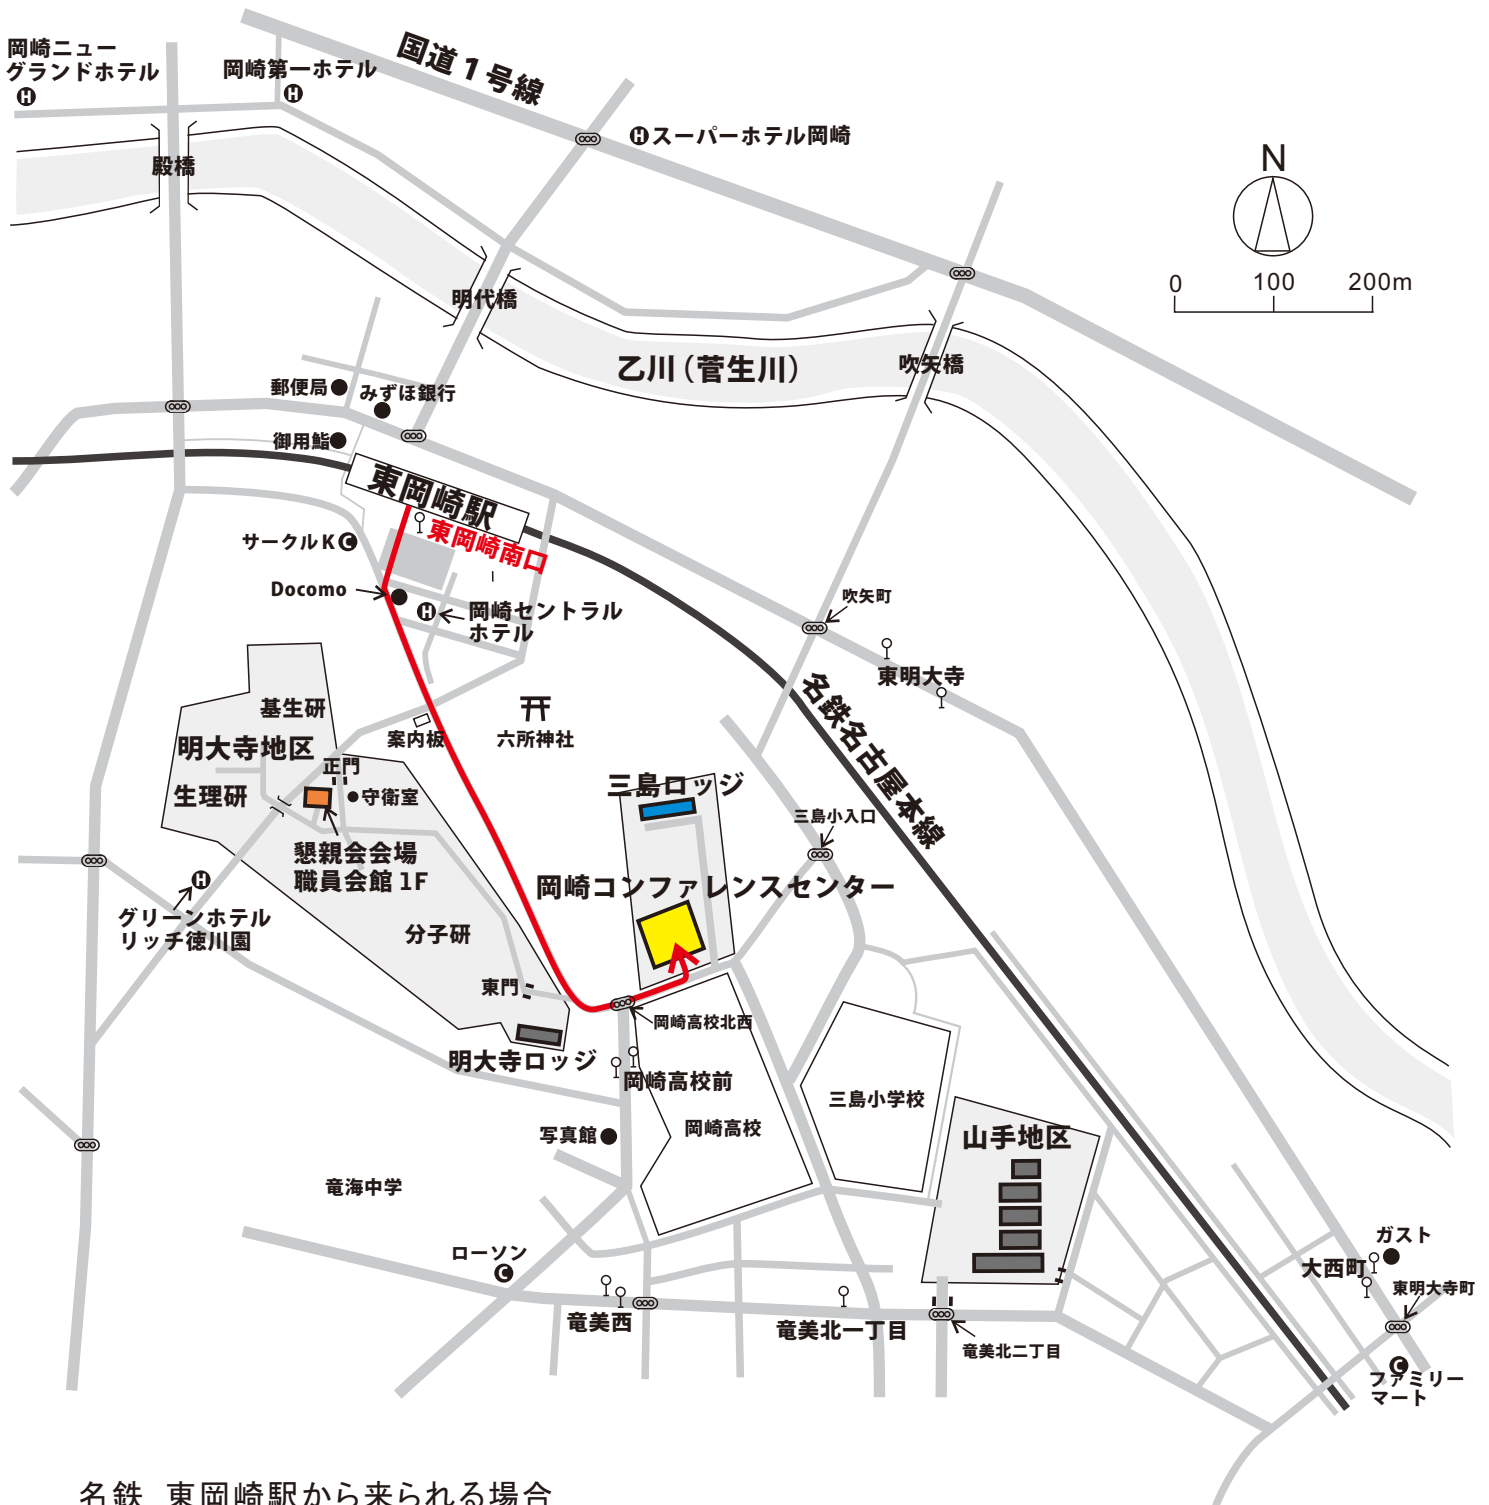 岡崎ニュー
グランドホテル
H
岡崎第一ホテル
H
国道1号線
H スーパーホテル岡崎
N
0 100 200m
殿橋
明代橋
乙川(菅生川)
吹矢橋
郵便局
みずほ銀行
御用鮨
東岡崎駅
東岡崎南口
サークルK C
Docomo
H
岡崎セントラル
ホテル
吹矢町
東明大寺
名鉄名古屋本線
基生研
明大寺地区
生理研
正門
守衛室
案内板
六所神社
三島ロッジ
三島小入口
懇親会会場
職員会館1F
岡崎コンファレンスセンター
H
グリーンホテル
リッチ徳川園
分子研
東門
岡崎高校北西
明大寺ロッジ
岡崎高校前
三島小学校
写真館
岡崎高校
山手地区
竜海中学
ローソン
C
ガスト
大西町
東明大寺町
竜美西
竜美北一丁目
竜美北二丁目
C
ファミリー
マート
名鉄 東岡崎駅から来られる場合